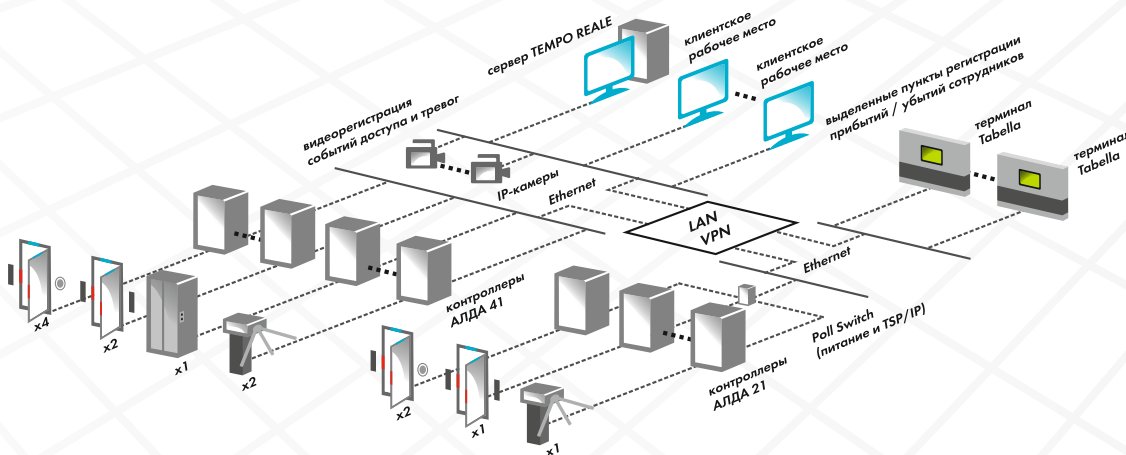 сервер TEMPO REALE
клиентское
рабочее место
клиентское
рабочее место
выделенные пункты регистрации
прибытий / убытий сотрудников
видеорегистрация
событий доступа и тревог
терминал
Tabella
терминал
Tabella
IP-камеры
Ethernet
LAN
VPN
Ethernet
контроллеры
АЛДА 41
Poll Switch
(питание и TSP/IP)
контроллеры
АЛДА 21
x4
x2
x1
x2
x2
x1
x1